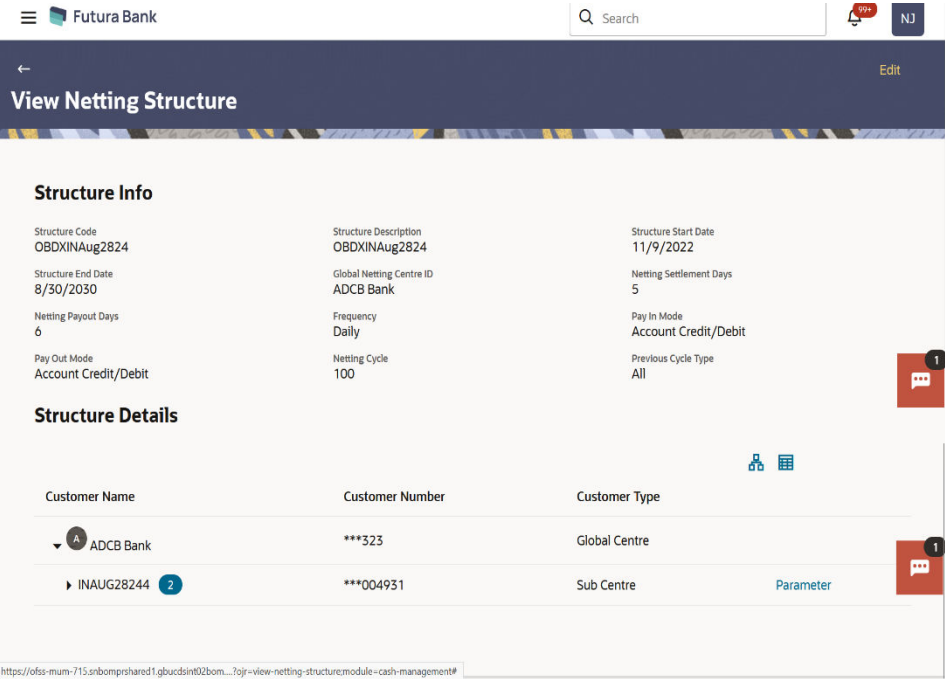 Futura Bank
Search
99+
NJ
Edit
View Netting Structure
Structure Info
Structure Code Structure Description Structure Start Date
OBDXINAug2824 OBDXINAug2824 11/9/2022
Structure End Date Global Netting Centre ID Netting Settlement Days
8/30/2030 ADCB Bank 5
Netting Payout Days Frequency Pay In Mode
6 Daily Account Credit/Debit
Pay Out Mode Netting Cycle Previous Cycle Type
Account Credit/Debit 100 All
1
Structure Details
Customer Name Customer Number Customer Type
A ADCB Bank ***323 Global Centre
1
INAUG28244 2 ***004931 Sub Centre Parameter
https://ofss-mum-715.snbomprshared1.gbucdsint02bom....?ojr=view-netting-structure;module=cash-management#